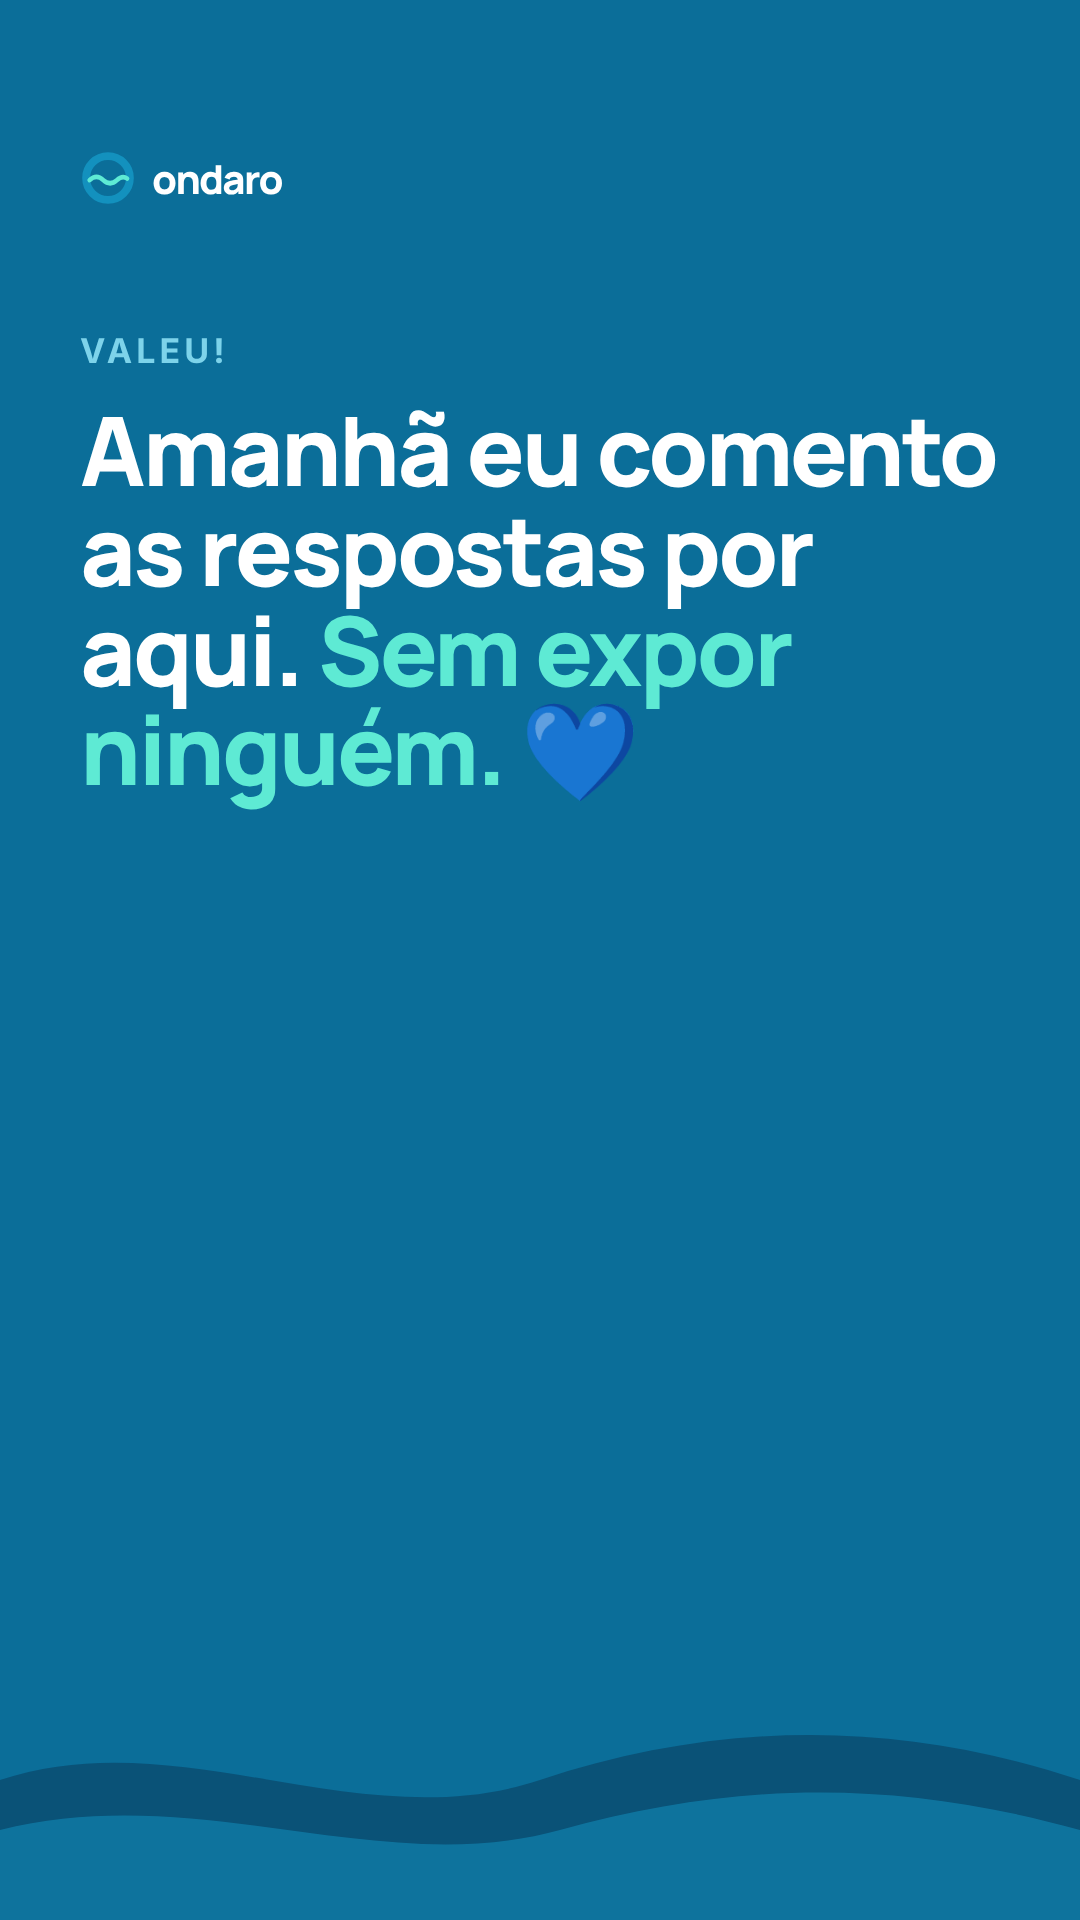 ondaro
VALEU!
Amanhã eu comento
as respostas por
aqui. Sem expor
ninguém. 💙